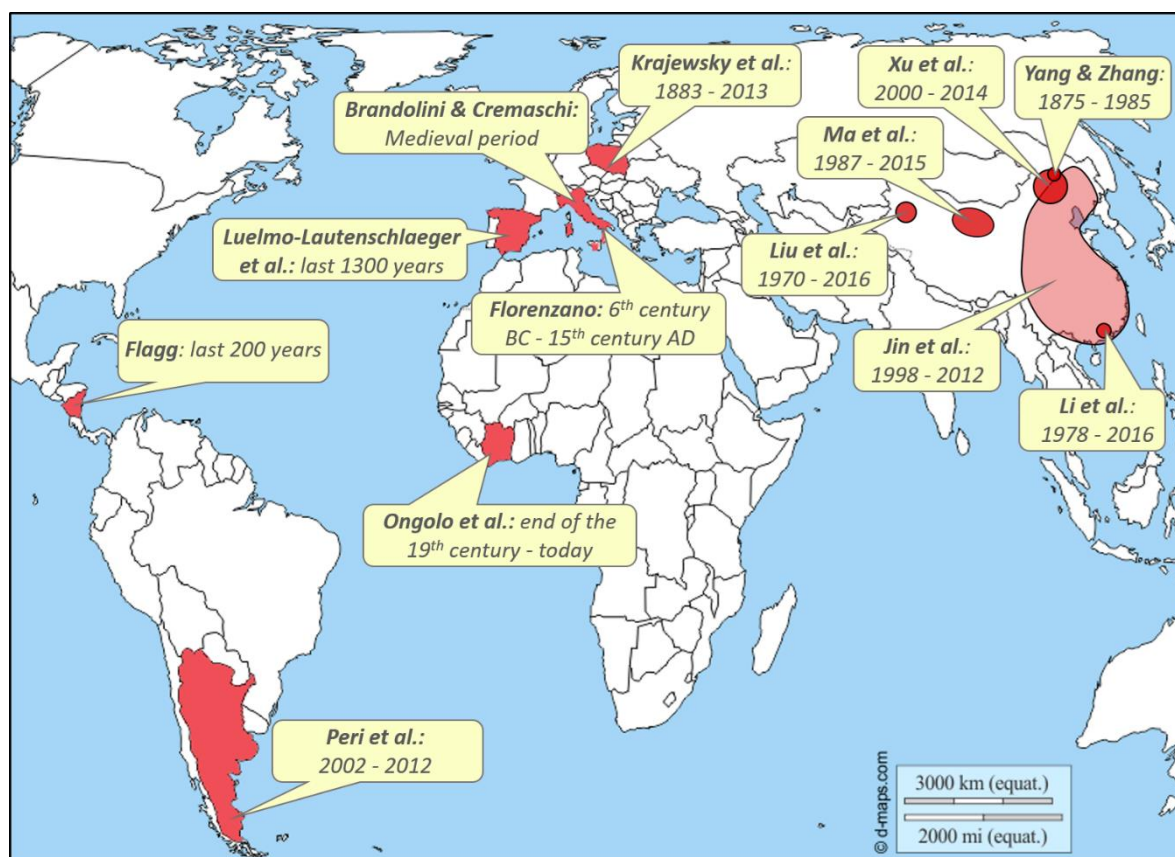 Krajewsky et al.:
1883 - 2013
Xu et al.:
2000 - 2014
Yang & Zhang:
1875 - 1985
Brandolini & Cremaschi:
Medieval period
Ma et al.:
1987 - 2015
Luelmo-Lautenschlaeger
et al.: last 1300 years
Liu et al.:
1970 - 2016
Florenzano: 6th century
BC - 15th century AD
Flagg: last 200 years
Jin et al.:
1998 - 2012
Li et al.:
1978 - 2016
Ongolo et al.: end of the
19th century - today
Peri et al.:
2002 - 2012
3000 km (equat.)
2000 mi (equat.)
© d-maps.com